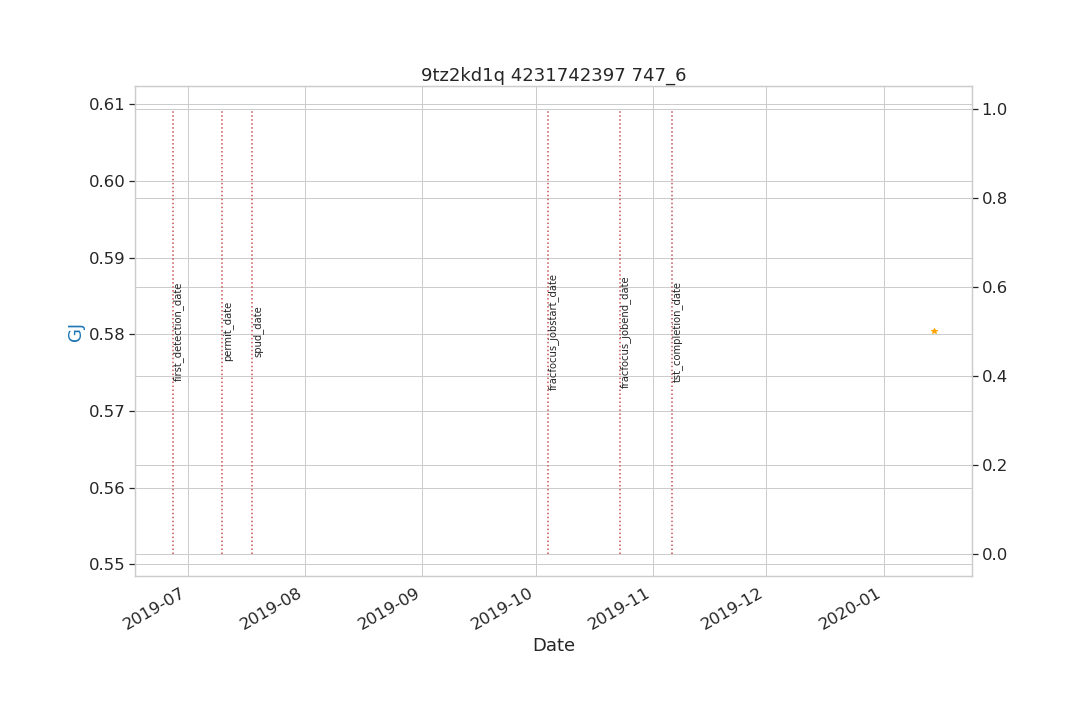 9tz2kd1q 4231742397 747_6
0.61
0.60
0.59
0.58
0.57
0.56
0.55
GJ
1.0
0.8
0.6
0.4
0.2
0.0
first_detection_date
permit_date
spud_date
fracfocus_jobstart_date
fracfocus_jobend_date
tst_completion_date
2019-07
2019-08
2019-09
2019-10
2019-11
2019-12
2020-01
Date